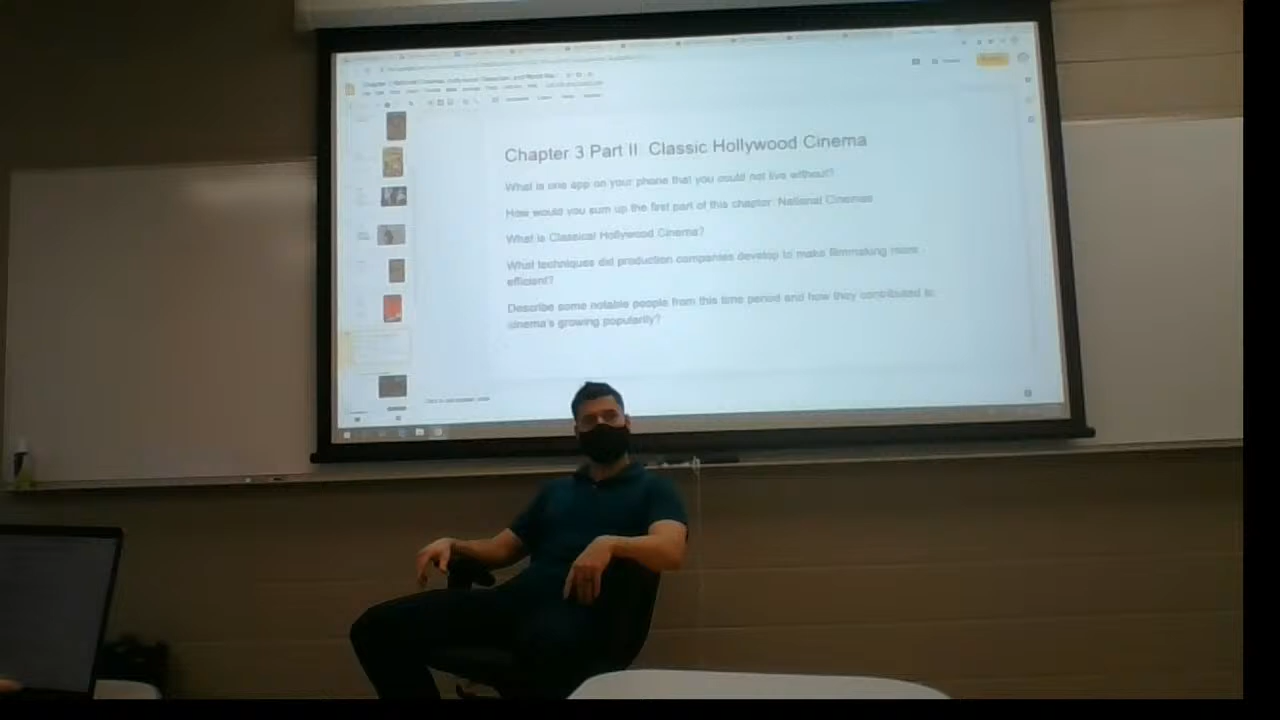 Chapter 3 Part II Classic Hollywood Cinema
What is one app on your phone that you could not live without?
How would you sum up the first part of this chapter National Cinemas
What is Classical Hollywood Cinema?
What techniques did production companies develop to make filmmaking more
efficient?
Describe some notable people from this time period and how they contributed to
cinema's growing popularity?